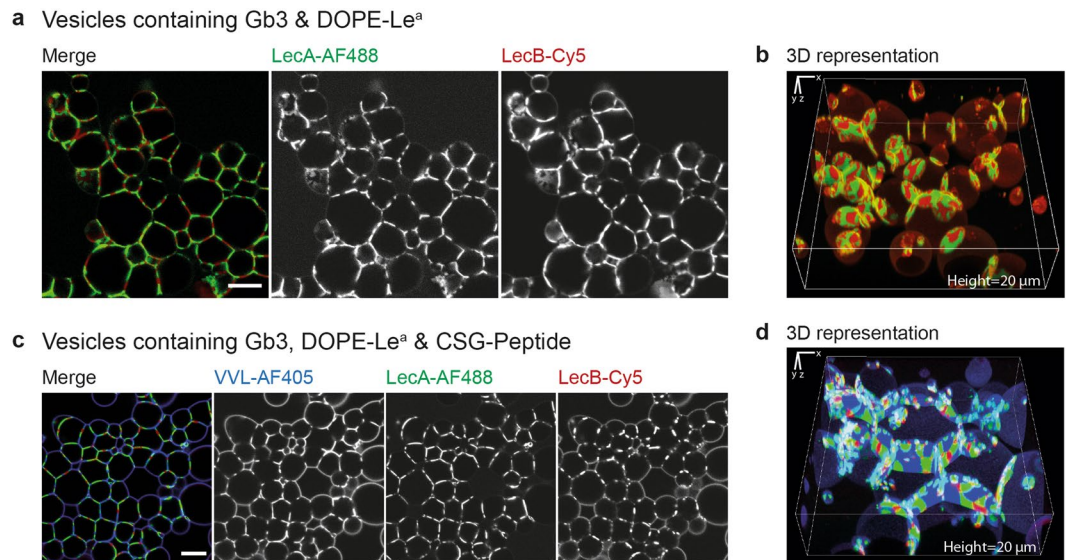 a Vesicles containing Gb3 & DOPE-Leᵃ
Merge LecA-AF488 LecB-Cy5
b 3D representation
x
y z
Height=20 µm
c Vesicles containing Gb3, DOPE-Leᵃ & CSG-Peptide
Merge VVL-AF405 LecA-AF488 LecB-Cy5
d 3D representation
x
y z
Height=20 µm